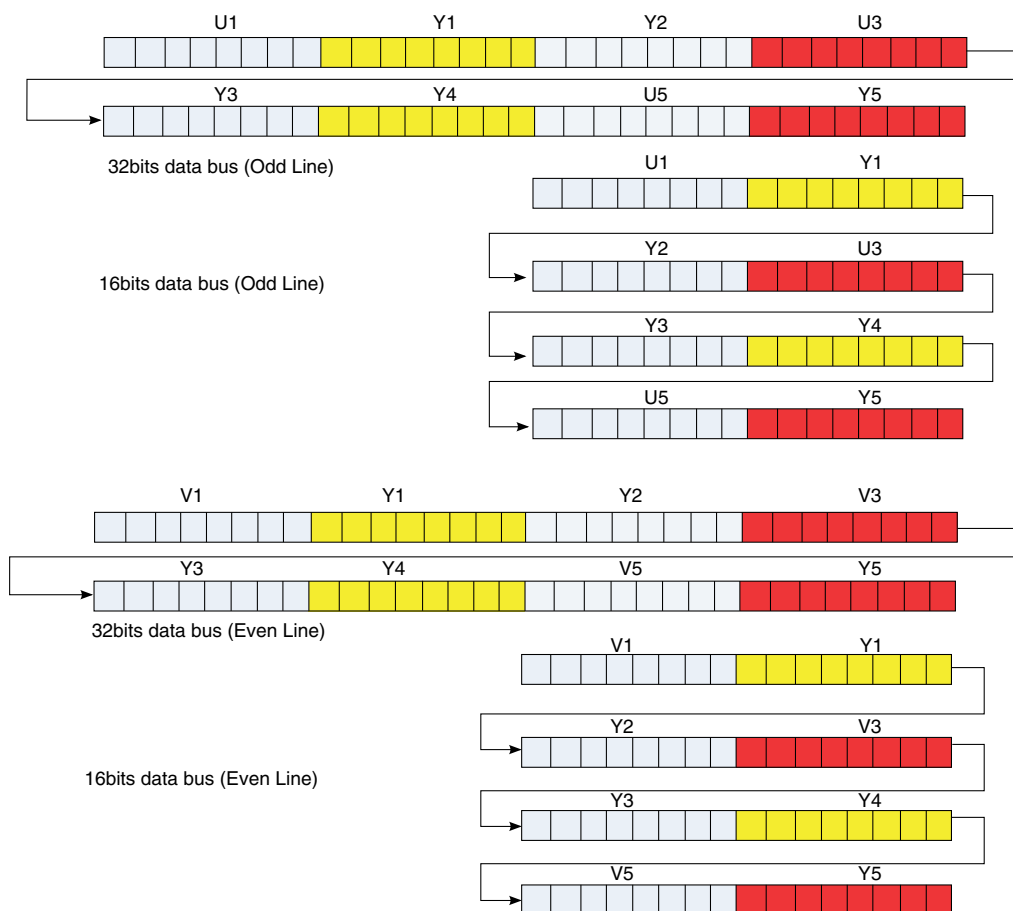 U1 Y1 Y2 U3
Y3 Y4 U5 Y5
32bits data bus (Odd Line)
U1 Y1
Y2 U3
16bits data bus (Odd Line)
Y3 Y4
U5 Y5
V1 Y1 Y2 V3
Y3 Y4 V5 Y5
32bits data bus (Even Line)
V1 Y1
Y2 V3
16bits data bus (Even Line)
Y3 Y4
V5 Y5